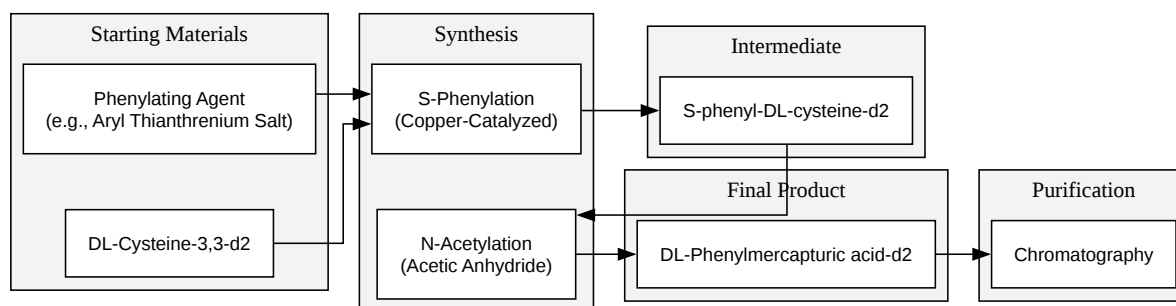 Starting Materials
Phenylating Agent
(e.g., Aryl Thianthrenium Salt)
DL-Cysteine-3,3-d2
Synthesis
S-Phenylation
(Copper-Catalyzed)
N-Acetylation
(Acetic Anhydride)
Intermediate
S-phenyl-DL-cysteine-d2
Final Product
DL-Phenylmercapturic acid-d2
Purification
Chromatography